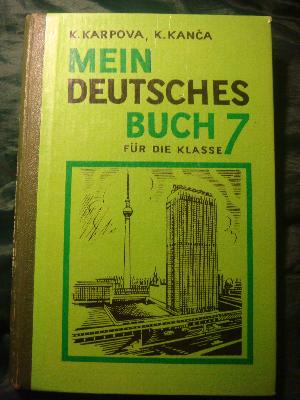 K. KARPOVA, K. KANČA
MEIN
DEUTSCHES
BUCH 7
FÜR DIE KLASSE